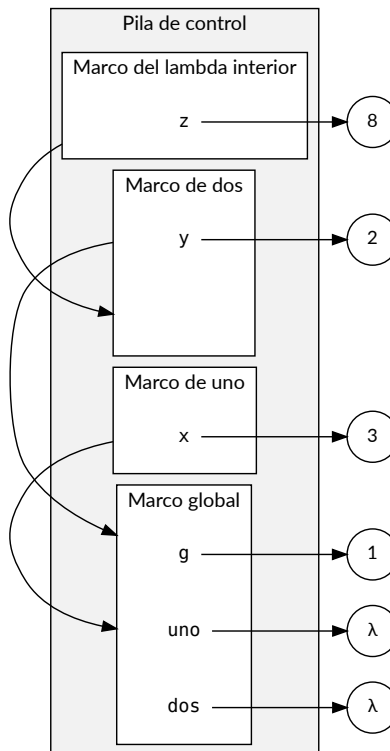 Pila de control
Marco del lambda interior
z 8
Marco de dos
y 2
Marco de uno
x 3
Marco global
g 1
uno λ
dos λ